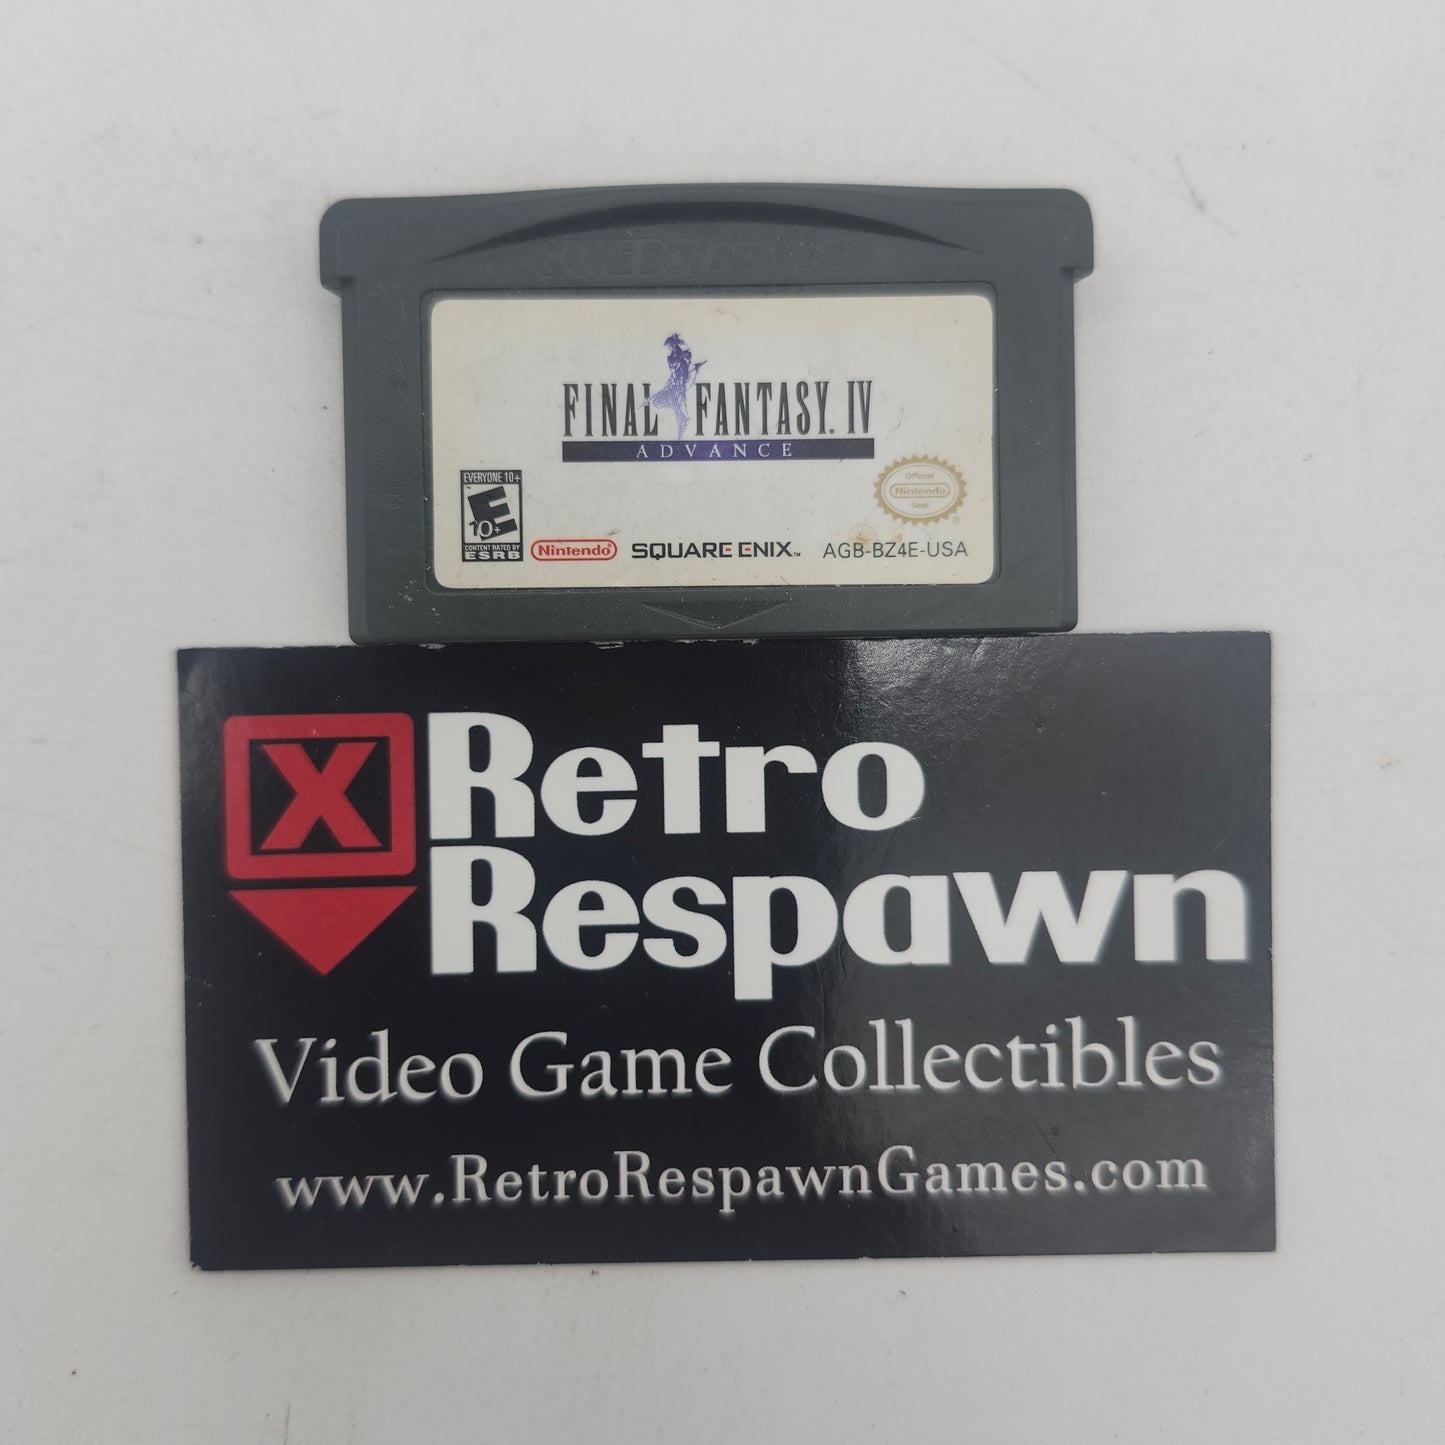 GAME BOY ADVANCE
FINAL FANTASY. IV
ADVANCE
EVERYONE 10+
E
10+
CONTENT RATED BY
ESRB
Nintendo®
SQUARE ENIX™
Official
Nintendo
Seal
®
AGB-BZ4E-USA
X
Retro
Respawn
Video Game Collectibles
www.RetroRespawnGames.com